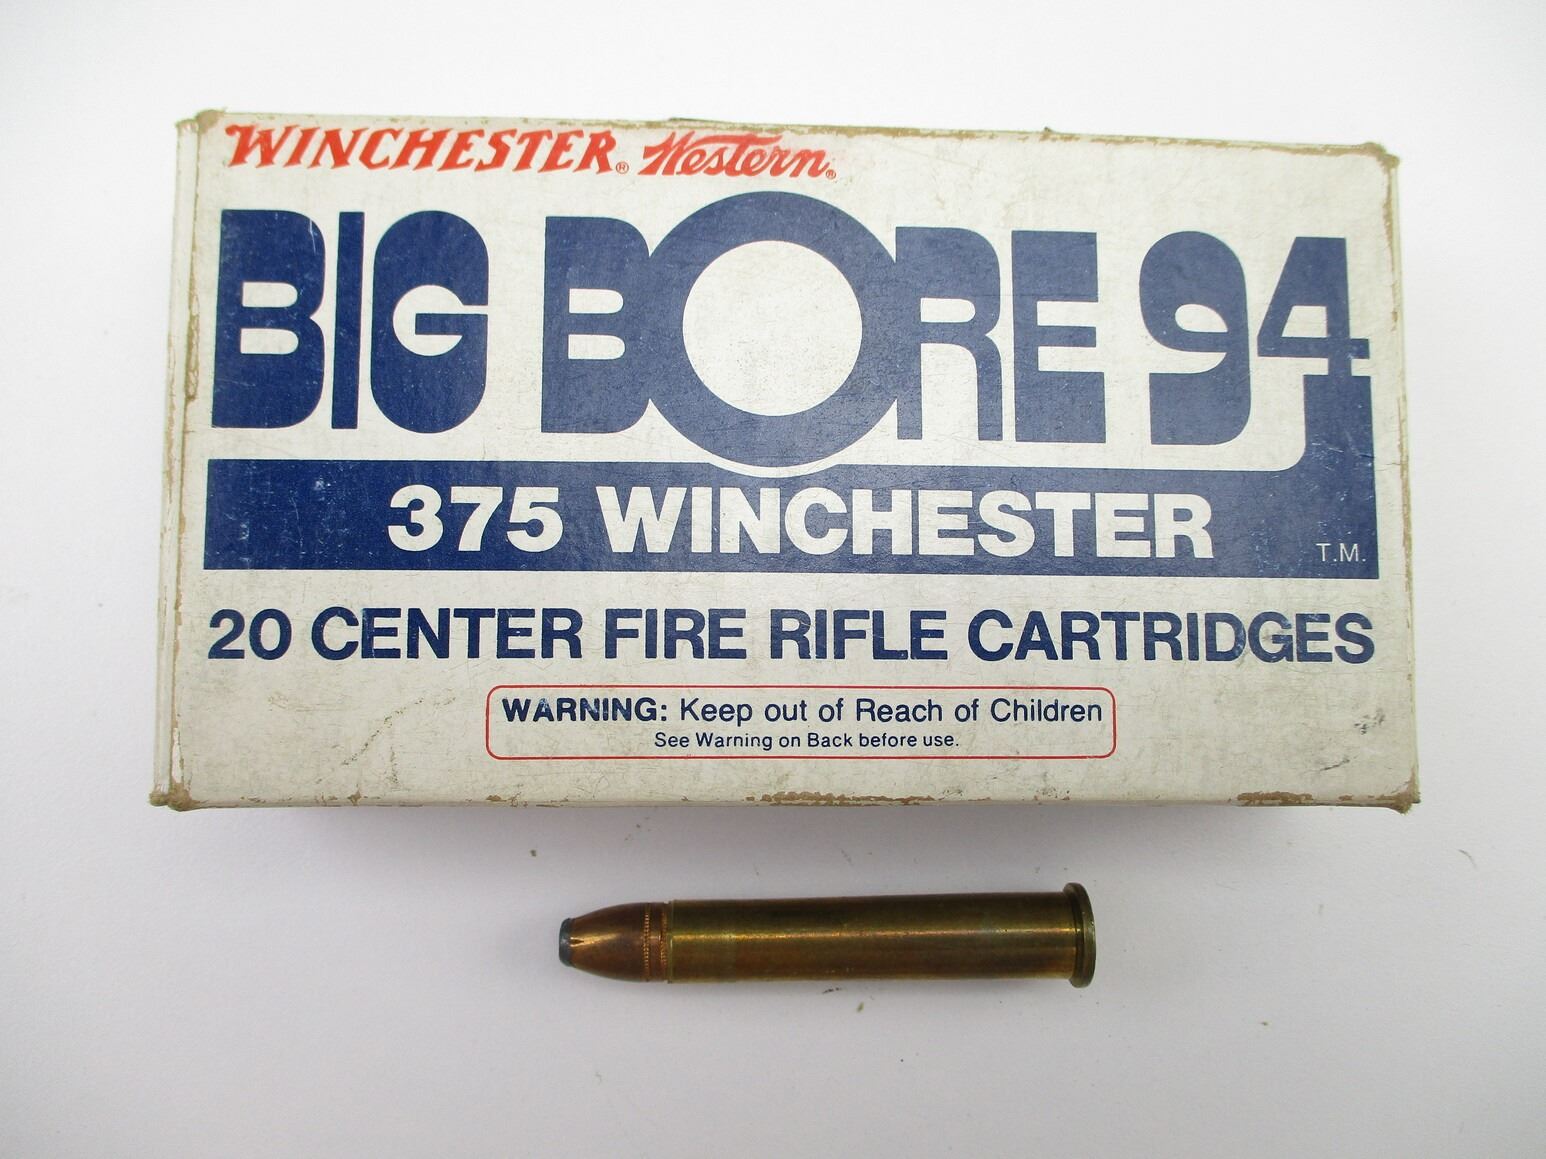 WINCHESTER® Western®
BIG BORE 94
375 WINCHESTER T.M.
20 CENTER FIRE RIFLE CARTRIDGES
WARNING: Keep out of Reach of Children
See Warning on Back before use.